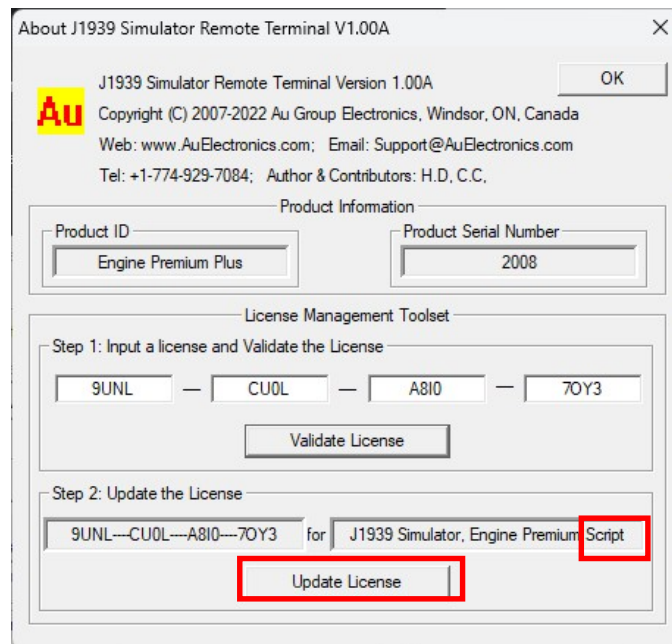 About J1939 Simulator Remote Terminal V1.00A
J1939 Simulator Remote Terminal Version 1.00A
OK
Au
Copyright (C) 2007-2022 Au Group Electronics, Windsor, ON, Canada
Web: www.AuElectronics.com; Email: Support@AuElectronics.com
Tel: +1-774-929-7084; Author & Contributors: H.D, C.C,
Product Information
Product ID
Product Serial Number
Engine Premium Plus
2008
License Management Toolset
Step 1: Input a license and Validate the License
9UNL — CU0L — A8I0 — 7OY3
Validate License
Step 2: Update the License
9UNL----CU0L----A8I0----7OY3 for J1939 Simulator, Engine Premium Script
Update License